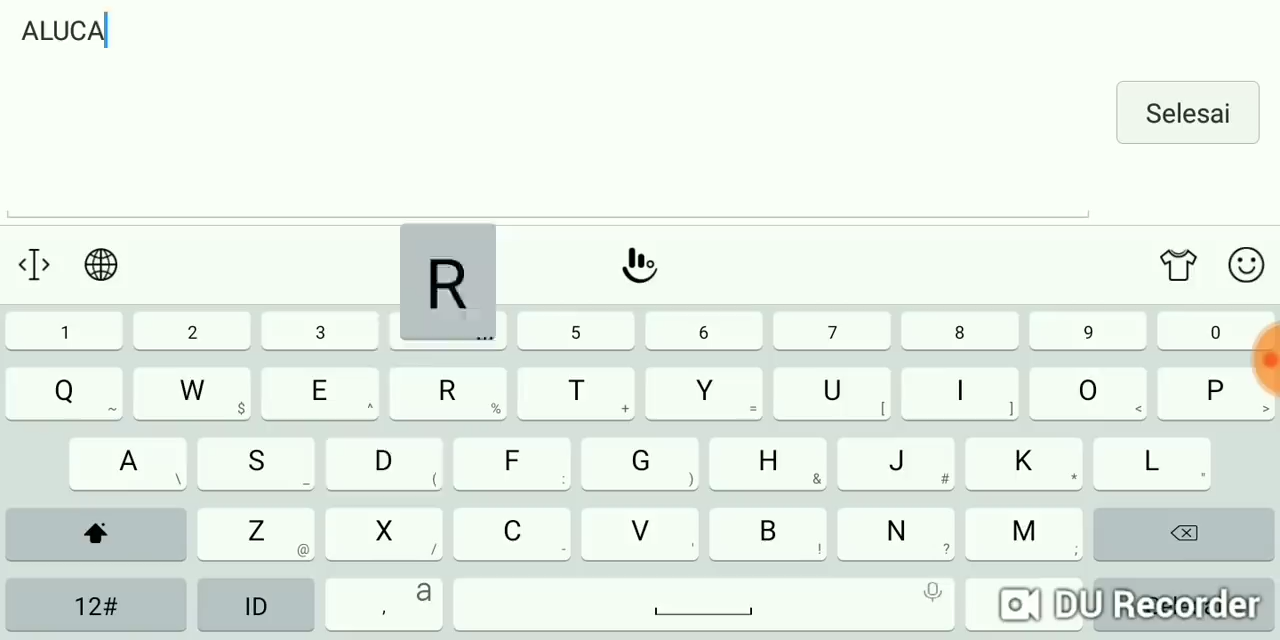 ALUCA
Selesai
R
...
1 2 3 5 6 7 8 9 0
Q ~ W $ E ^ R % T + Y = U [ I ] O < P >
A \ S _ D ( F : G ) H & J # K * L "
Z @ X / C - V ' B ! N ? M ;
12# ID , a
DU Recorder